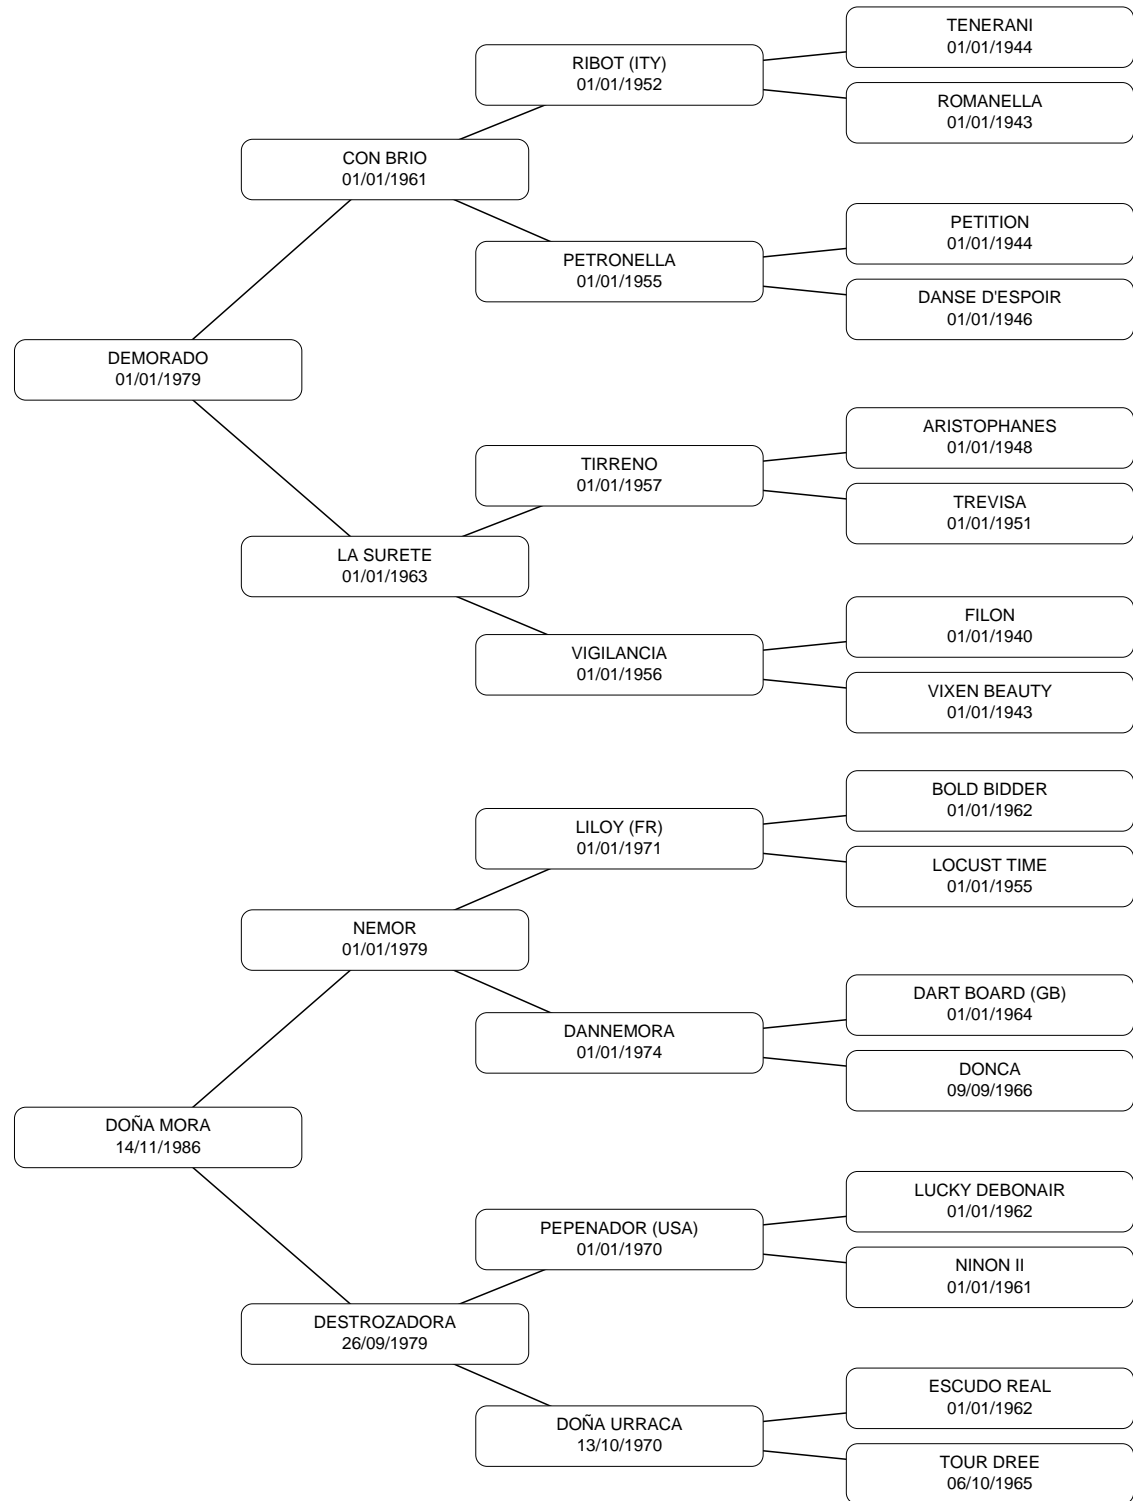 TENERANI
01/01/1944
RIBOT (ITY)
01/01/1952
ROMANELLA
01/01/1943
CON BRIO
01/01/1961
PETITION
01/01/1944
PETRONELLA
01/01/1955
DANSE D'ESPOIR
01/01/1946
DEMORADO
01/01/1979
ARISTOPHANES
01/01/1948
TIRRENO
01/01/1957
TREVISA
01/01/1951
LA SURETE
01/01/1963
FILON
01/01/1940
VIGILANCIA
01/01/1956
VIXEN BEAUTY
01/01/1943
BOLD BIDDER
01/01/1962
LILOY (FR)
01/01/1971
LOCUST TIME
01/01/1955
NEMOR
01/01/1979
DART BOARD (GB)
01/01/1964
DANNEMORA
01/01/1974
DONCA
09/09/1966
DOÑA MORA
14/11/1986
LUCKY DEBONAIR
01/01/1962
PEPENADOR (USA)
01/01/1970
NINON II
01/01/1961
DESTROZADORA
26/09/1979
ESCUDO REAL
01/01/1962
DOÑA URRACA
13/10/1970
TOUR DREE
06/10/1965